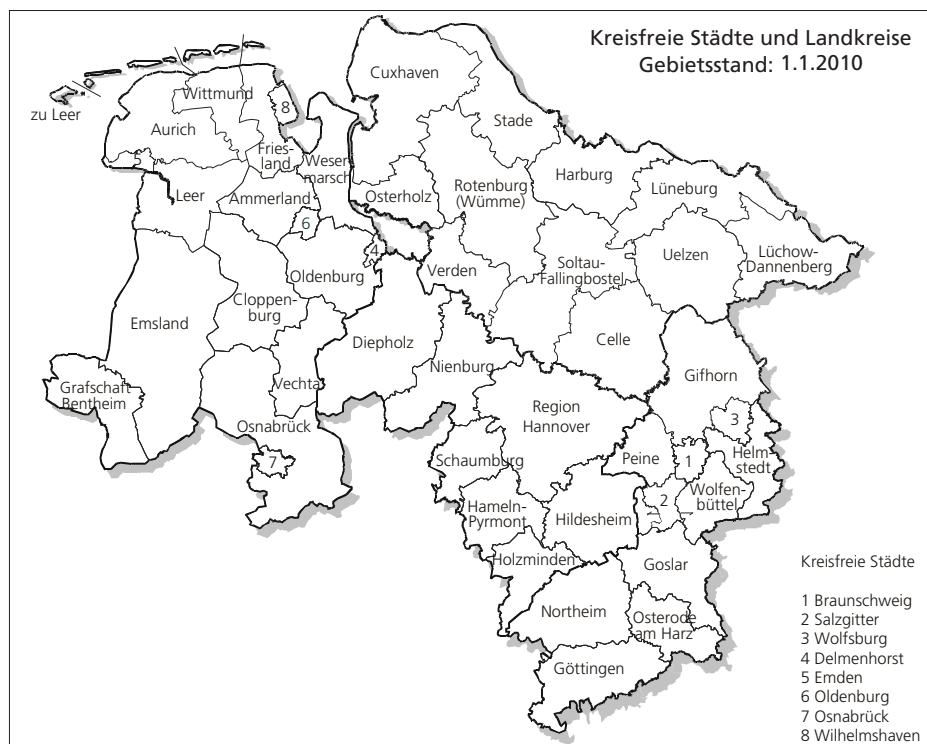 Kreisfreie Städte und Landkreise
Gebietsstand: 1.1.2010
Cuxhaven
Wittmund
8
zu Leer
Aurich
Stade
Fries-
land
Weser-
marsch
Harburg
Leer
Ammerland
Osterholz
Rotenburg
(Wümme)
Lüneburg
6
4
Oldenburg
Verden
Soltau-
Fallingbostel
Uelzen
Lüchow-
Dannenberg
Cloppen-
burg
Emsland
Diepholz
Celle
Nienburg
Gifhorn
Grafschaft
Bentheim
Vechta
Region
Hannover
3
Osnabrück
7
Schaumburg
Peine
1
Helm-
stedt
Hameln-
Pyrmont
Hildesheim
2
Wolfen-
büttel
Holzminden
Goslar
Northeim
Osterode
am Harz
Göttingen
Kreisfreie Städte
1 Braunschweig
2 Salzgitter
3 Wolfsburg
4 Delmenhorst
5 Emden
6 Oldenburg
7 Osnabrück
8 Wilhelmshaven